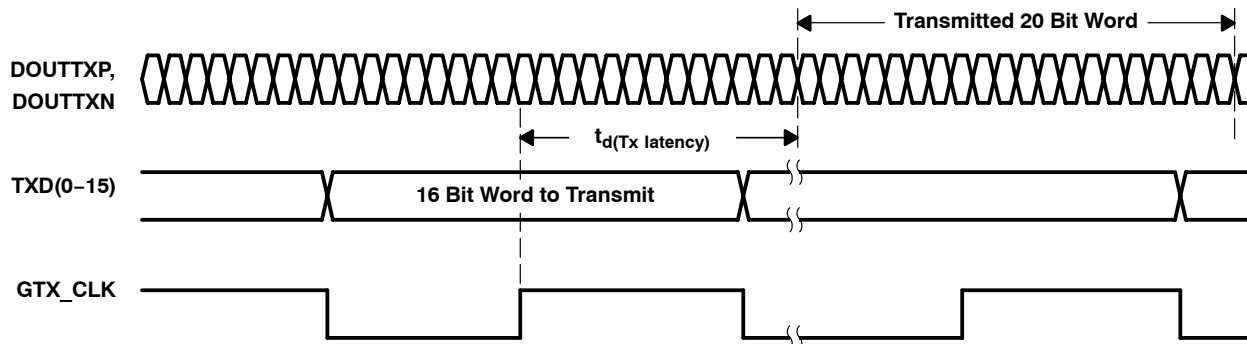 Transmitted 20 Bit Word
DOUTTXP,
DOUTTXN
td(Tx latency)
TXD(0−15)
16 Bit Word to Transmit
GTX_CLK